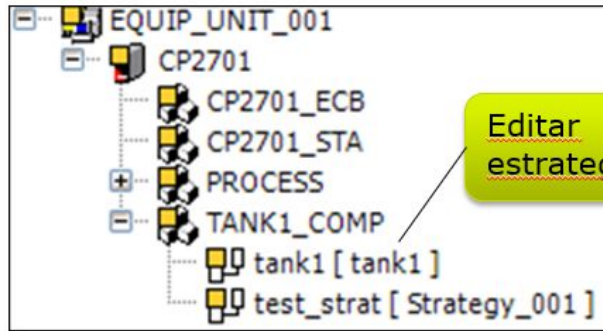 EQUIP_UNIT_001
CP2701
CP2701_ECB
CP2701_STA
PROCESS
TANK1_COMP
tank1 [ tank1 ]
test_strat [ Strategy_001 ]
Editar